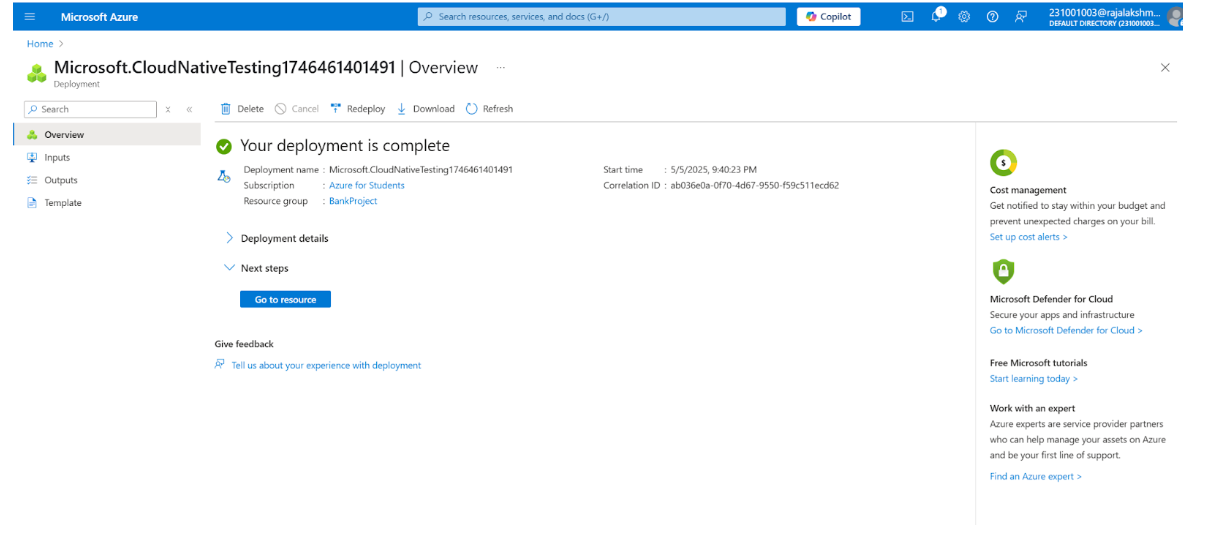 Microsoft Azure
Search resources, services, and docs (G+/)
Copilot
1
231001003@rajalakshm...
DEFAULT DIRECTORY (231001003...
Home >
Microsoft.CloudNativeTesting1746461401491 | Overview ...
Deployment
Search
Delete Cancel Redeploy Download Refresh
Overview
Inputs
Outputs
Template
Your deployment is complete
Deployment name : Microsoft.CloudNativeTesting1746461401491
Subscription : Azure for Students
Resource group : BankProject
Start time : 5/5/2025, 9:40:23 PM
Correlation ID : ab036e0a-0f70-4d67-9550-f59c511ecd62
Deployment details
Next steps
Go to resource
Give feedback
Tell us about your experience with deployment
Cost management
Get notified to stay within your budget and
prevent unexpected charges on your bill.
Set up cost alerts >
Microsoft Defender for Cloud
Secure your apps and infrastructure
Go to Microsoft Defender for Cloud >
Free Microsoft tutorials
Start learning today >
Work with an expert
Azure experts are service provider partners
who can help manage your assets on Azure
and be your first line of support.
Find an Azure expert >